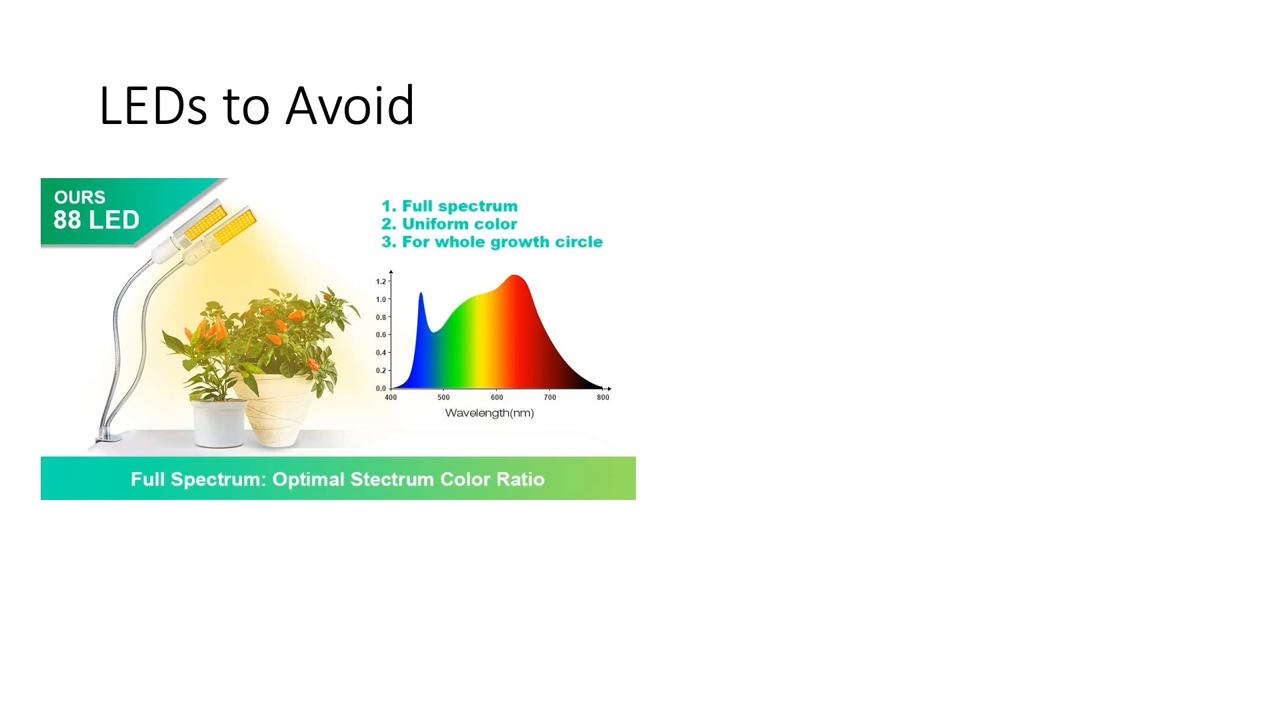 LEDs to Avoid
OURS
88 LED
1. Full spectrum
2. Uniform color
3. For whole growth circle
1.2
1.0
0.8
0.6
0.4
0.2
0.0
400 500 600 700 800
Wavelength(nm)
Full Spectrum: Optimal Stectrum Color Ratio